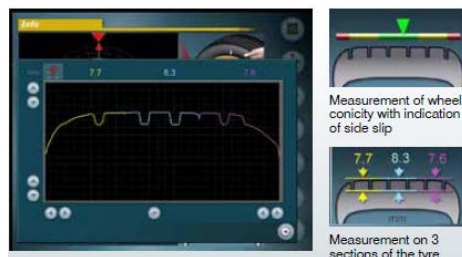 Info
7.7 8.3 7.6
Measurement of wheel
conicity with indication
of side slip
7.7 8.3 7.6
mm
Measurement on 3
sections of the tyre